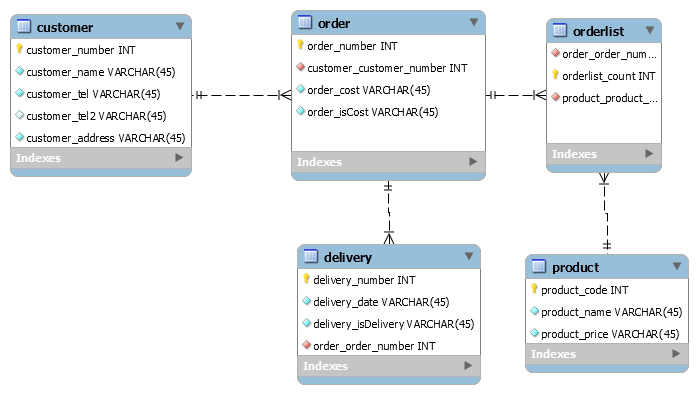 customer
customer_number INT
customer_name VARCHAR(45)
customer_tel VARCHAR(45)
customer_tel2 VARCHAR(45)
customer_address VARCHAR(45)
Indexes
order
order_number INT
customer_customer_number INT
order_cost VARCHAR(45)
order_isCost VARCHAR(45)
Indexes
orderlist
order_order_num...
orderlist_count INT
product_product_...
Indexes
delivery
delivery_number INT
delivery_date VARCHAR(45)
delivery_isDelivery VARCHAR(45)
order_order_number INT
Indexes
product
product_code INT
product_name VARCHAR(45)
product_price VARCHAR(45)
Indexes